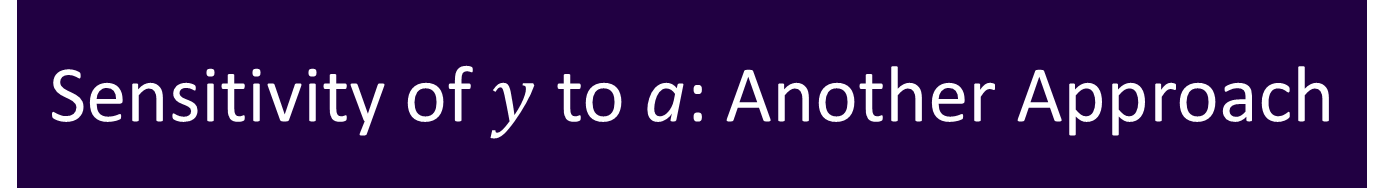 Sensitivity of y to a: Another Approach